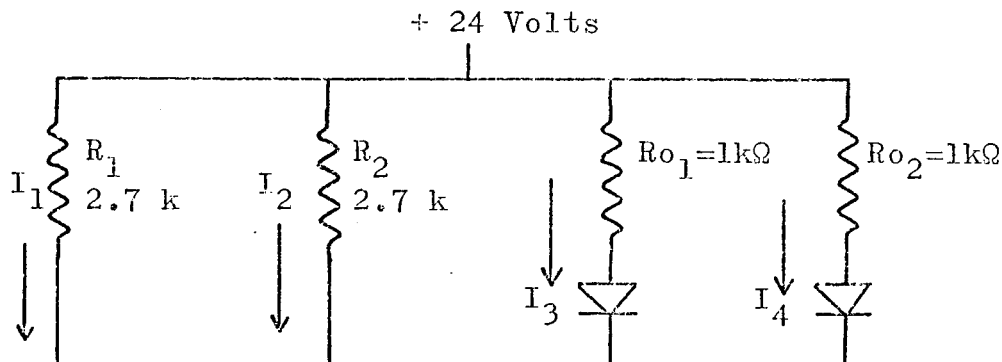 + 24 Volts
R1
2.7 k
I1
R2
2.7 k
I2
Ro1=1kΩ
I3
Ro2=1kΩ
I4